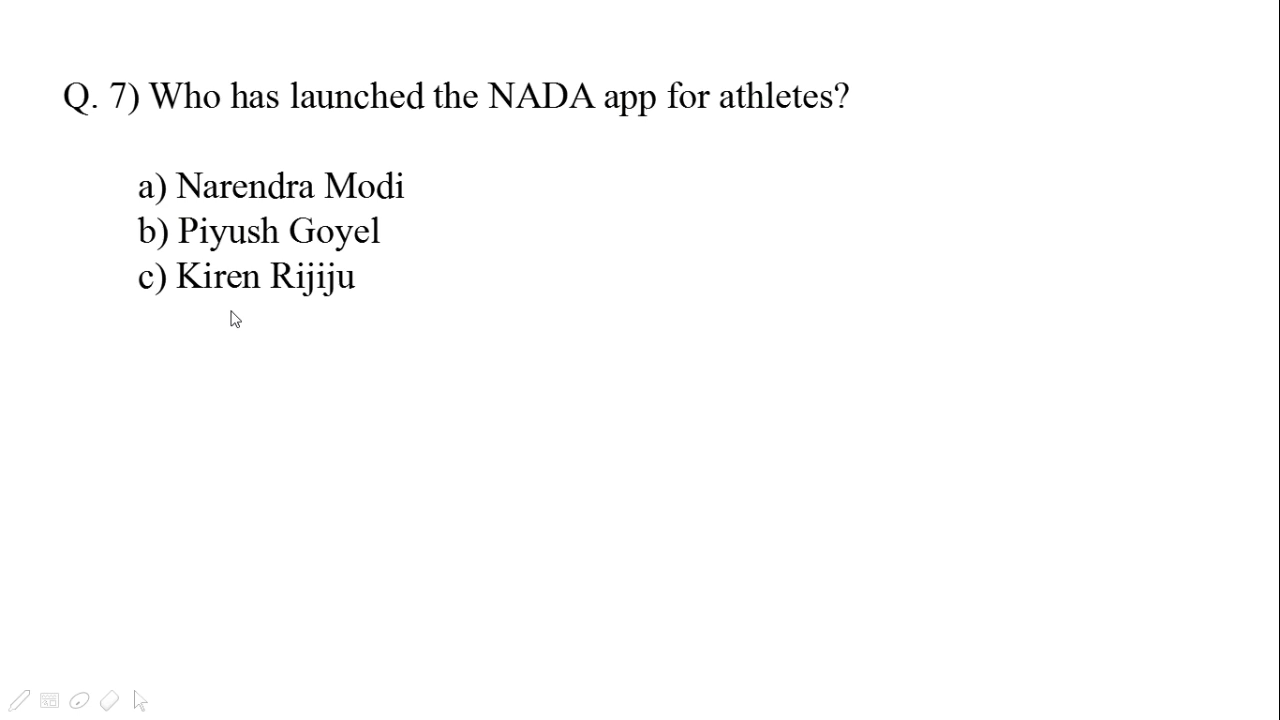 Q. 7) Who has launched the NADA app for athletes?
a) Narendra Modi
b) Piyush Goyel
c) Kiren Rijiju